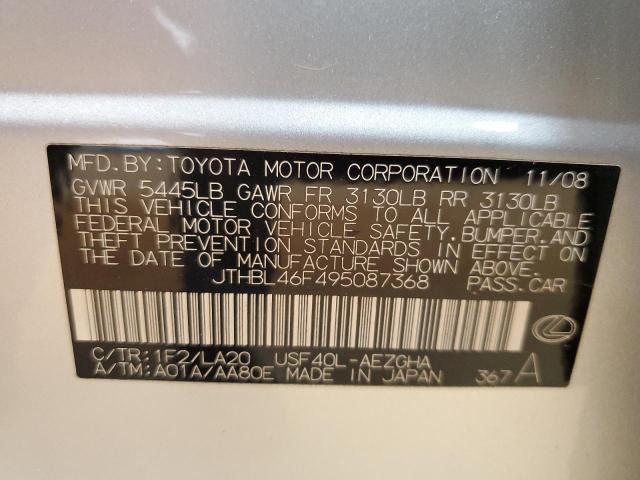 MFD. BY: TOYOTA MOTOR CORPORATION 11/08
GVWR 5445LB GAWR FR 3130LB RR 3130LB
THIS VEHICLE CONFORMS TO ALL APPLICABLE
FEDERAL MOTOR VEHICLE SAFETY, BUMPER, AND
THEFT PREVENTION STANDARDS IN EFFECT ON
THE DATE OF MANUFACTURE SHOWN ABOVE.
JTHBL46F495087368 PASS. CAR
C/TR: 1F2/LA20 USF40L-AEZGHA
A/TM: A01A/AA80E MADE IN JAPAN 367 A